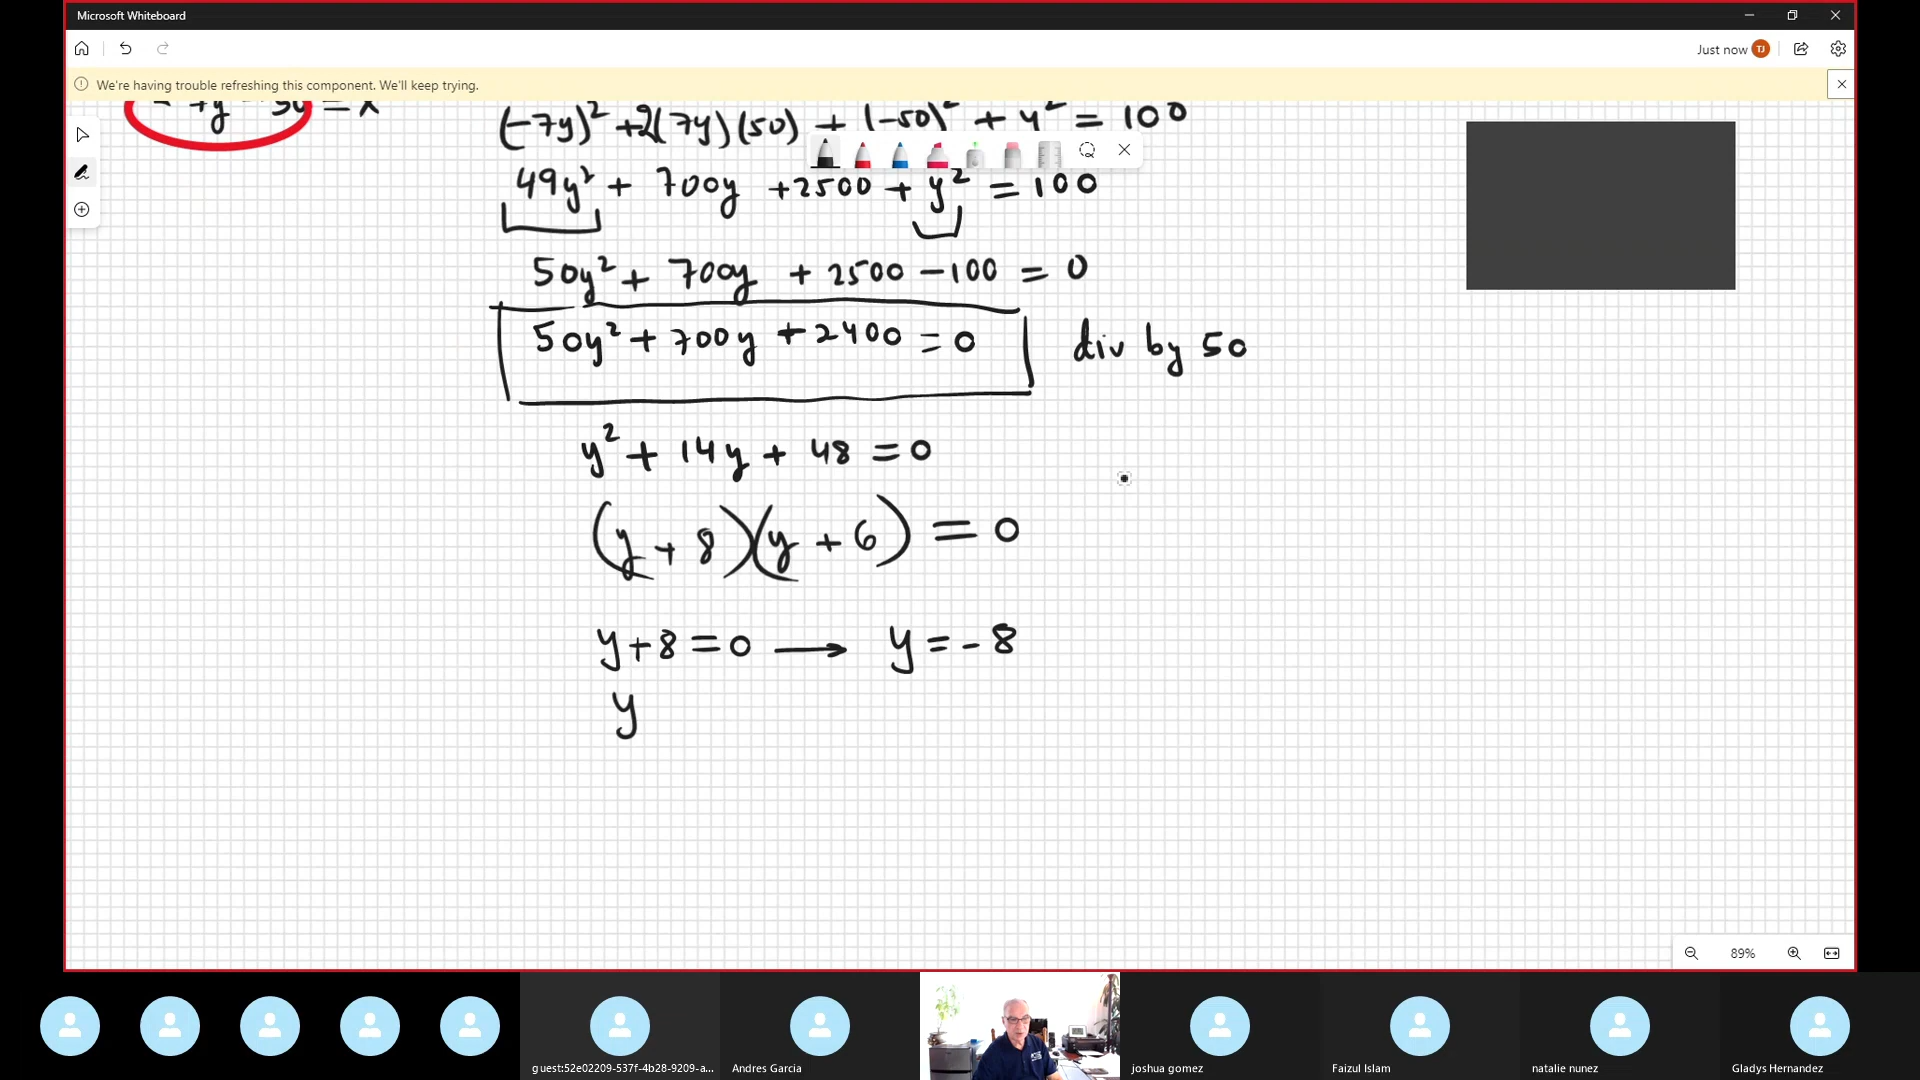 Microsoft Whiteboard
Just now TJ
We're having trouble refreshing this component. We'll keep trying.
= x
(-7y)² + 2(7y)(50) + (-50)² + y² = 100
49y² + 700y + 2500 + y² = 100
50y² + 700y + 2500 - 100 = 0
50y² + 700y + 2400 = 0 div by 50
y² + 14y + 48 = 0
(y + 8)(y + 6) = 0
y + 8 = 0 → y = -8
y
89%
guest:52e02209-537f-4b28-9209-a... Andres Garcia joshua gomez Faizul Islam natalie nunez Gladys Hernandez